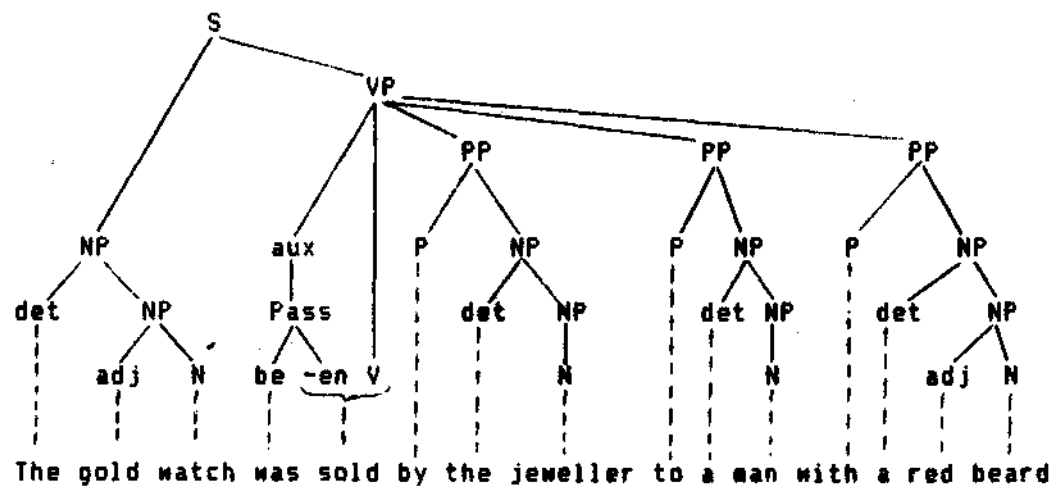 S
VP
PP PP PP
NP aux P NP P NP P NP
det NP Pass det NP det NP det NP
adj N be -en V N N adj N
The gold watch was sold by the jeweller to a man with a red beard